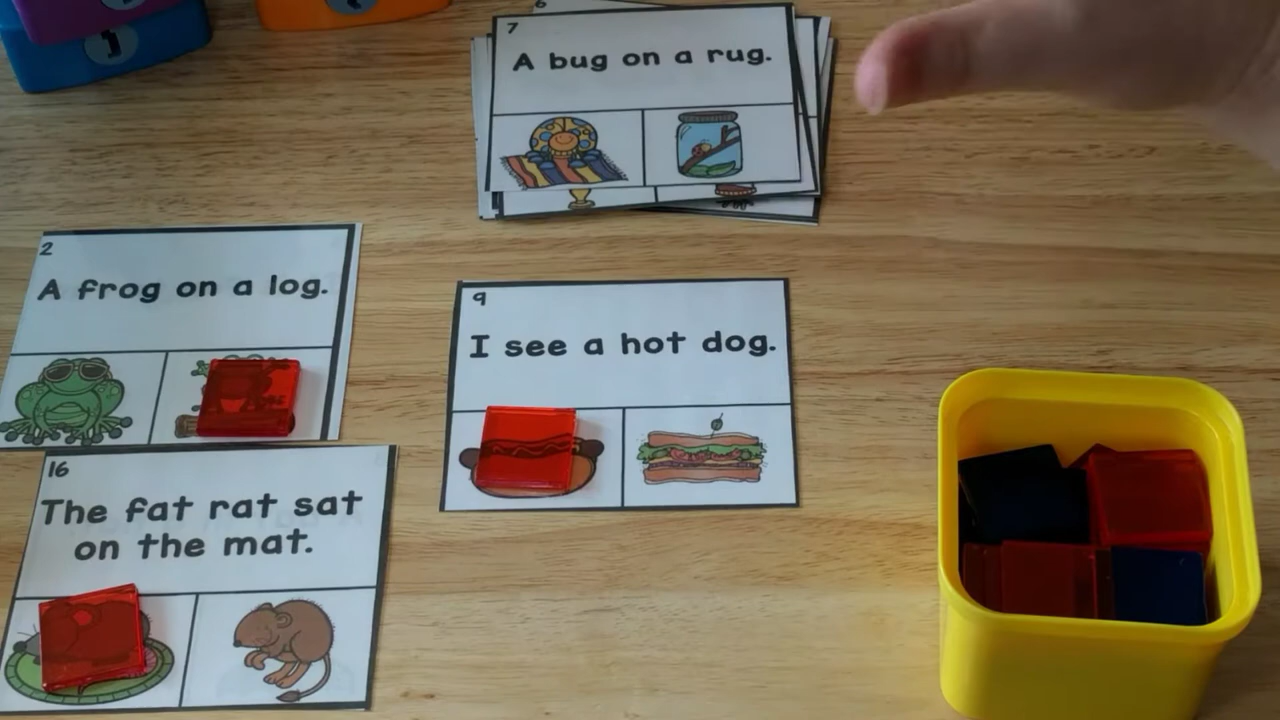 6
7
A bug on a rug.
2
A frog on a log.
9
I see a hot dog.
16
The fat rat sat
on the mat.